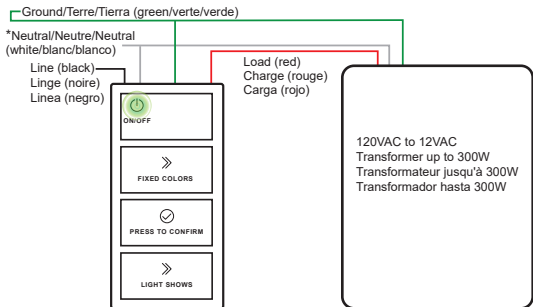 Ground/Terre/Tierra (green/verte/verde)
*Neutral/Neutre/Neutral
(white/blanc/blanco)
Line (black)
Linge (noire)
Linea (negro)
Load (red)
Charge (rouge)
Carga (rojo)
ON/OFF
FIXED COLORS
PRESS TO CONFIRM
LIGHT SHOWS
120VAC to 12VAC
Transformer up to 300W
Transformateur jusqu'à 300W
Transformador hasta 300W